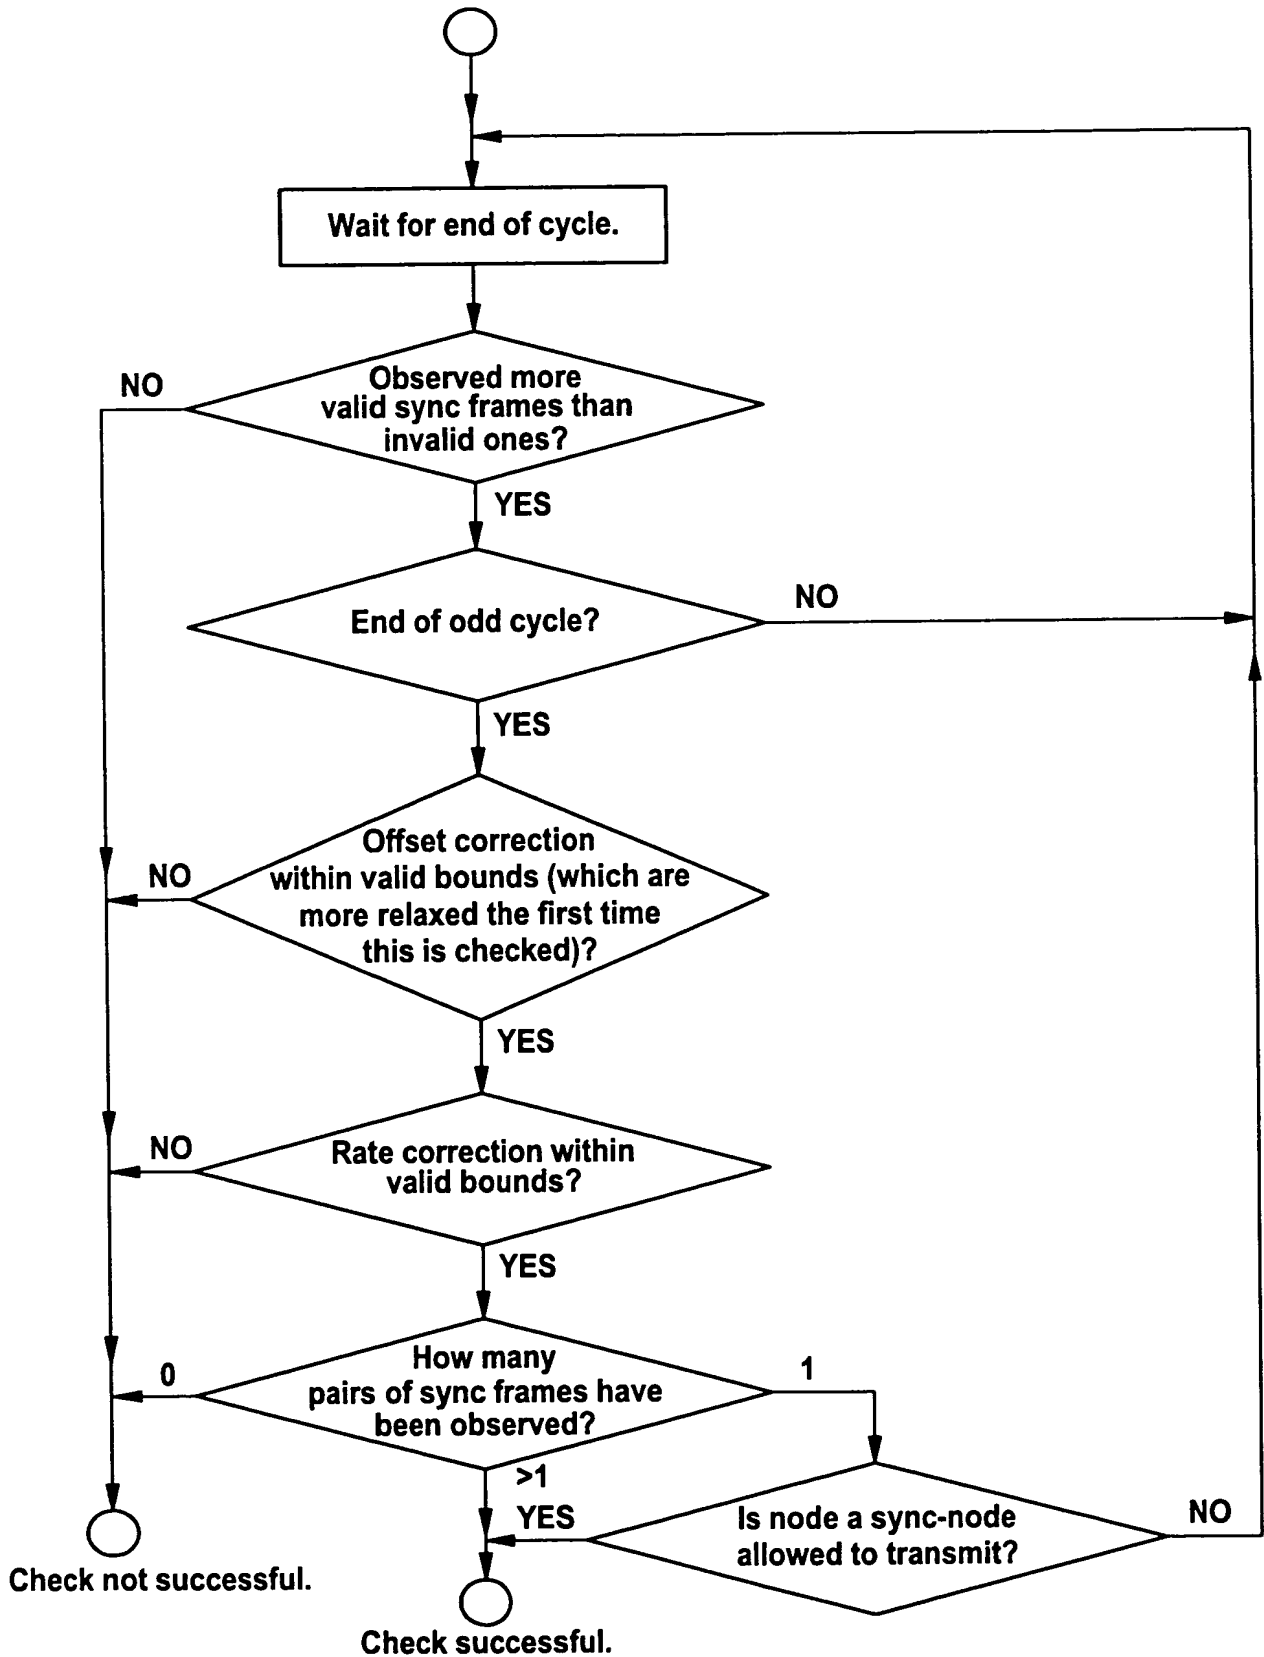 Wait for end of cycle.
Observed more
valid sync frames than
invalid ones?
NO
YES
End of odd cycle?
NO
YES
Offset correction
within valid bounds (which are
more relaxed the first time
this is checked)?
NO
YES
Rate correction within
valid bounds?
NO
YES
How many
pairs of sync frames have
been observed?
0
1
>1
YES
Is node a sync-node
allowed to transmit?
NO
Check not successful.
Check successful.